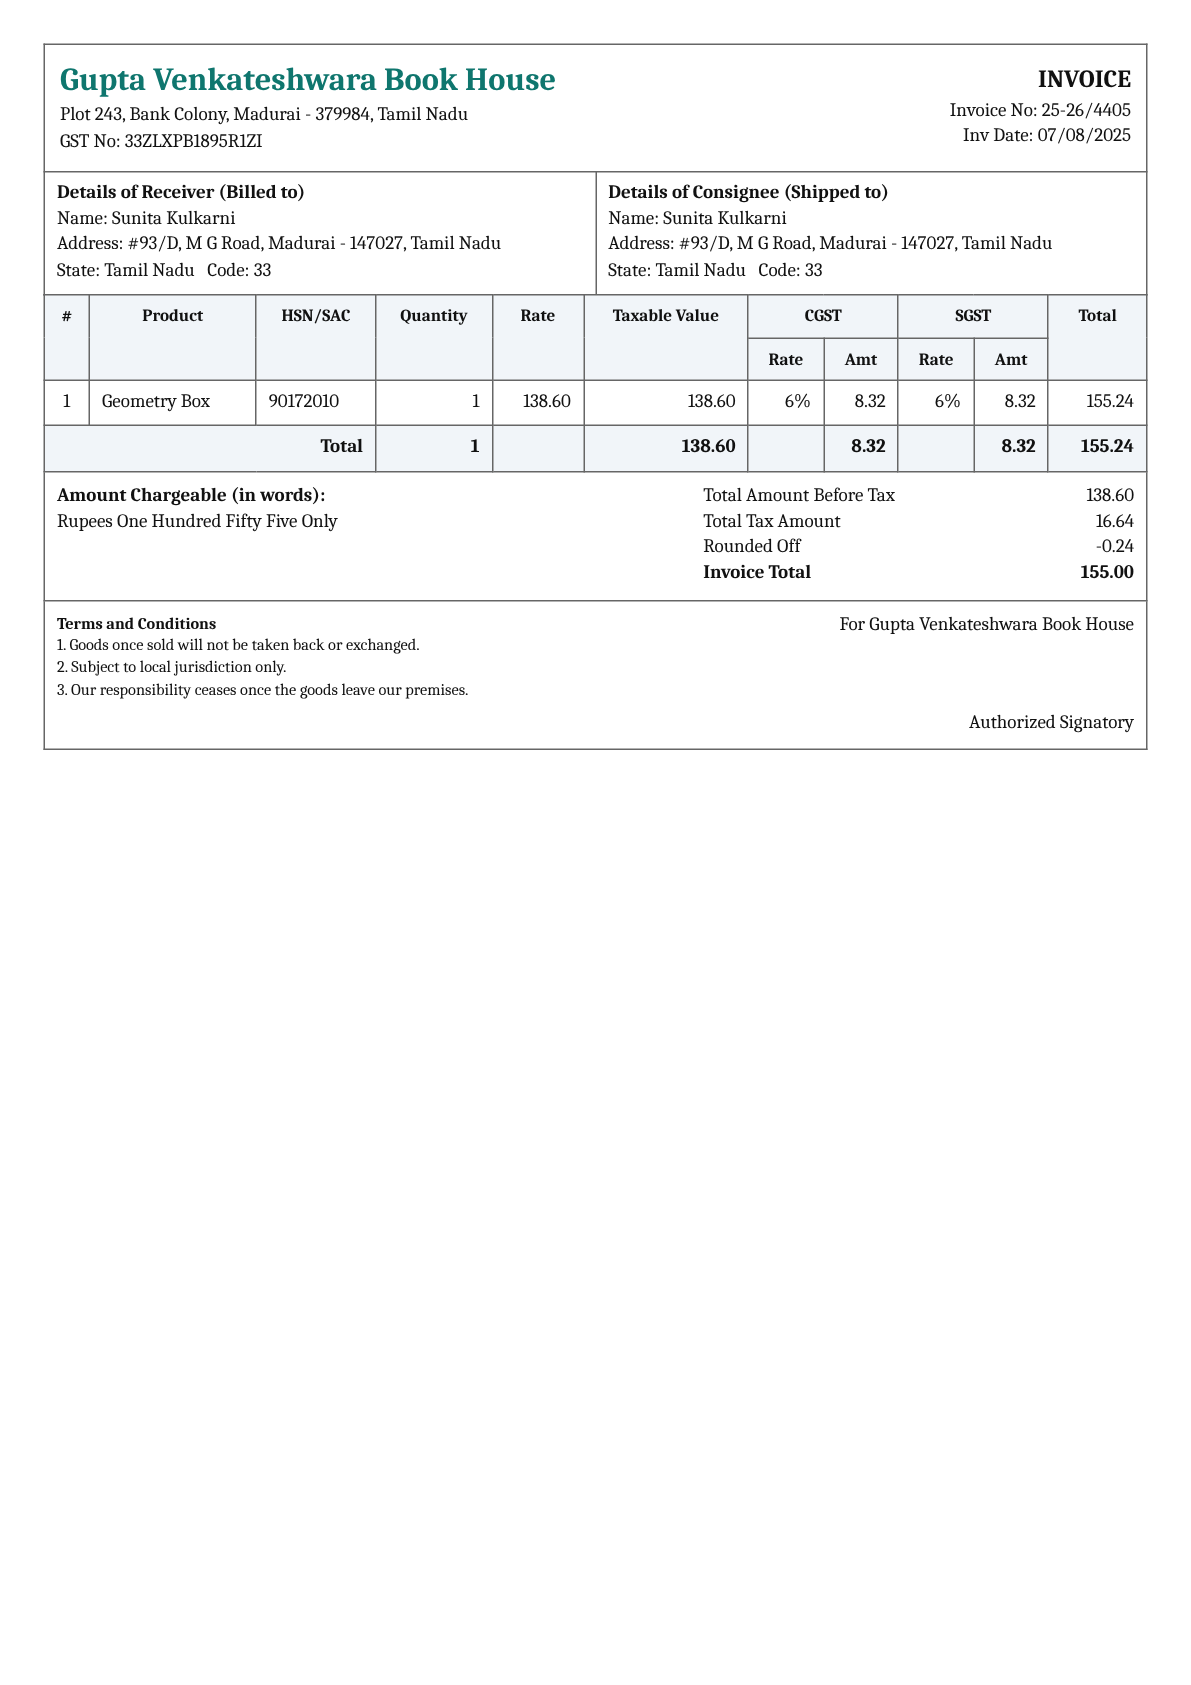 Gupta Venkateshwara Book House
Plot 243, Bank Colony, Madurai - 379984, Tamil Nadu
GST No: 33ZLXPB1895R1ZI
INVOICE
Invoice No: 25-26/4405
Inv Date: 07/08/2025
Details of Receiver (Billed to)
Name: Sunita Kulkarni
Address: #93/D, M G Road, Madurai - 147027, Tamil Nadu
State: Tamil Nadu Code: 33
Details of Consignee (Shipped to)
Name: Sunita Kulkarni
Address: #93/D, M G Road, Madurai - 147027, Tamil Nadu
State: Tamil Nadu Code: 33
# Product HSN/SAC Quantity Rate Taxable Value CGST SGST Total
Rate Amt Rate Amt
1 Geometry Box 90172010 1 138.60 138.60 6% 8.32 6% 8.32 155.24
Total 1 138.60 8.32 8.32 155.24
Amount Chargeable (in words):
Rupees One Hundred Fifty Five Only
Total Amount Before Tax 138.60
Total Tax Amount 16.64
Rounded Off -0.24
Invoice Total 155.00
Terms and Conditions
1. Goods once sold will not be taken back or exchanged.
2. Subject to local jurisdiction only.
3. Our responsibility ceases once the goods leave our premises.
For Gupta Venkateshwara Book House
Authorized Signatory